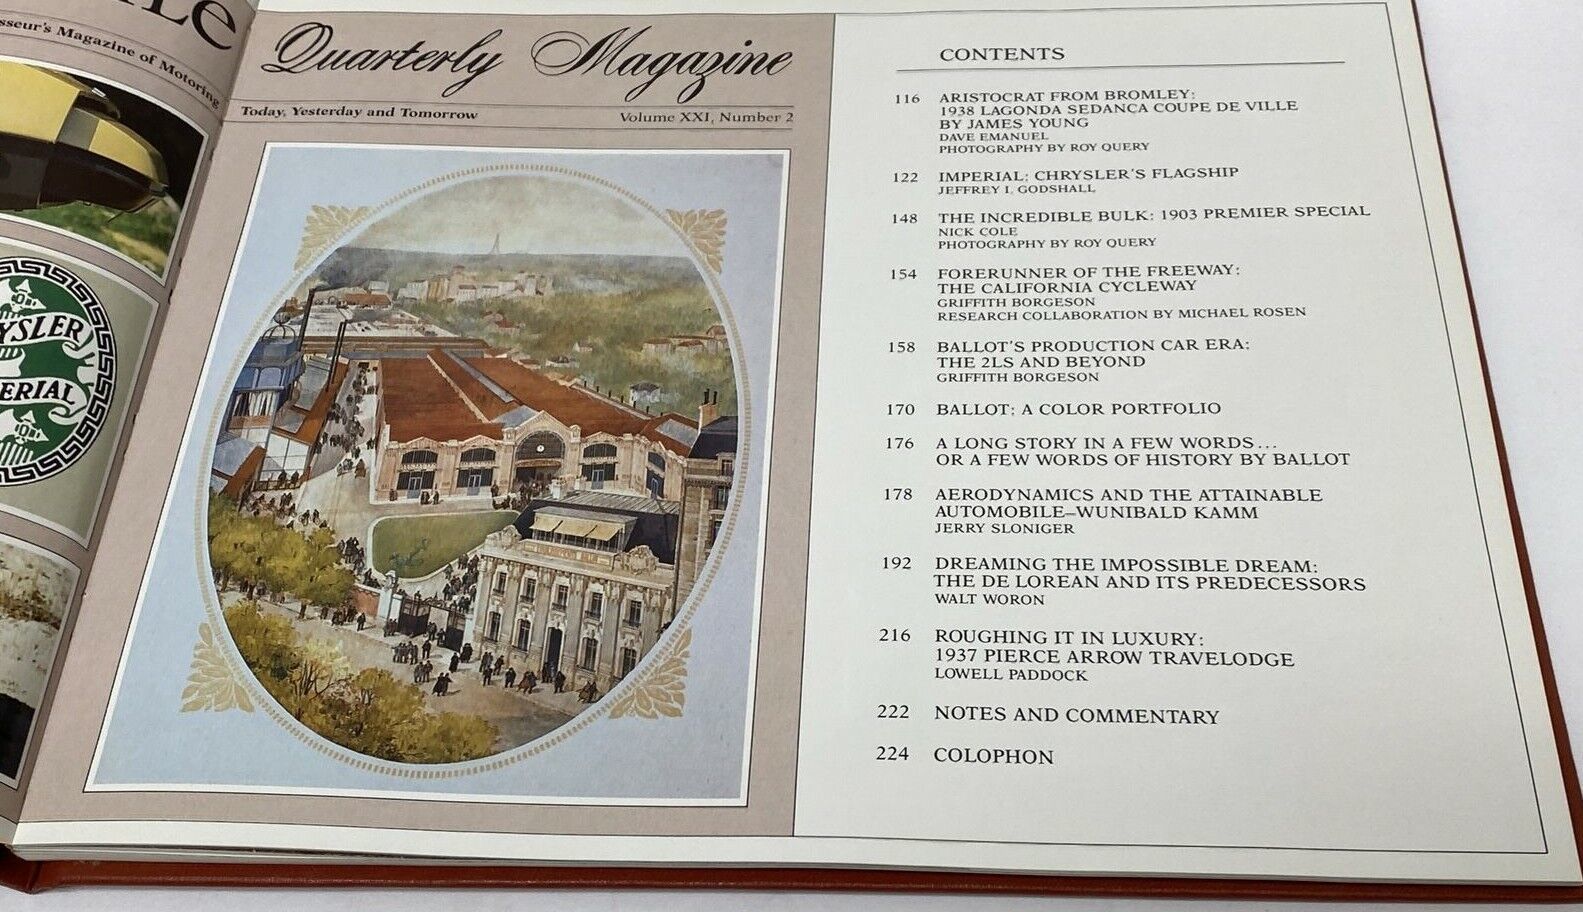 sseur's Magazine of Motoring
Quarterly Magazine
Today, Yesterday and Tomorrow
Volume XXI, Number 2
YSLER
ERIAL
CONTENTS
116 ARISTOCRAT FROM BROMLEY:
1938 LAGONDA SEDANCA COUPE DE VILLE
BY JAMES YOUNG
DAVE EMANUEL
PHOTOGRAPHY BY ROY QUERY
122 IMPERIAL: CHRYSLER'S FLAGSHIP
JEFFREY I. GODSHALL
148 THE INCREDIBLE BULK: 1903 PREMIER SPECIAL
NICK COLE
PHOTOGRAPHY BY ROY QUERY
154 FORERUNNER OF THE FREEWAY:
THE CALIFORNIA CYCLEWAY
GRIFFITH BORGESON
RESEARCH COLLABORATION BY MICHAEL ROSEN
158 BALLOT'S PRODUCTION CAR ERA:
THE 2LS AND BEYOND
GRIFFITH BORGESON
170 BALLOT: A COLOR PORTFOLIO
176 A LONG STORY IN A FEW WORDS...
OR A FEW WORDS OF HISTORY BY BALLOT
178 AERODYNAMICS AND THE ATTAINABLE
AUTOMOBILE–WUNIBALD KAMM
JERRY SLONIGER
192 DREAMING THE IMPOSSIBLE DREAM:
THE DE LOREAN AND ITS PREDECESSORS
WALT WORON
216 ROUGHING IT IN LUXURY:
1937 PIERCE ARROW TRAVELODGE
LOWELL PADDOCK
222 NOTES AND COMMENTARY
224 COLOPHON